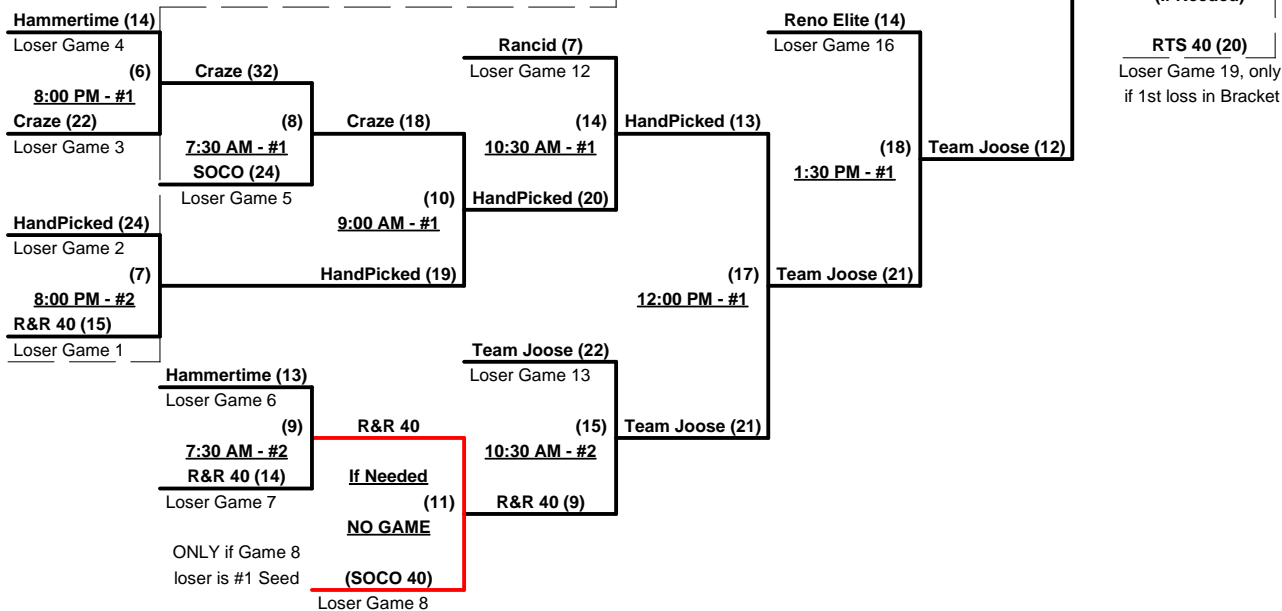 (If Needed)
Hammertime (14)
Loser Game 4
(6)
8:00 PM - #1
Craze (22)
Loser Game 3
Craze (32)
(8)
7:30 AM - #1
SOCO (24)
Loser Game 5
HandPicked (24)
Loser Game 2
(7)
8:00 PM - #2
R&R 40 (15)
Loser Game 1
Craze (18)
(10)
9:00 AM - #1
HandPicked (19)
Rancid (7)
Loser Game 12
(14)
10:30 AM - #1
HandPicked (20)
HandPicked (13)
(17)
12:00 PM - #1
Reno Elite (14)
Loser Game 16
(18)
1:30 PM - #1
Team Joose (21)
Team Joose (12)
RTS 40 (20)
Loser Game 19, only
if 1st loss in Bracket
Hammertime (13)
Loser Game 6
(9)
7:30 AM - #2
R&R 40 (14)
Loser Game 7
R&R 40
If Needed
(11)
NO GAME
ONLY if Game 8
loser is #1 Seed
(SOCO 40)
Loser Game 8
Team Joose (22)
Loser Game 13
(15)
10:30 AM - #2
R&R 40 (9)
Team Joose (21)